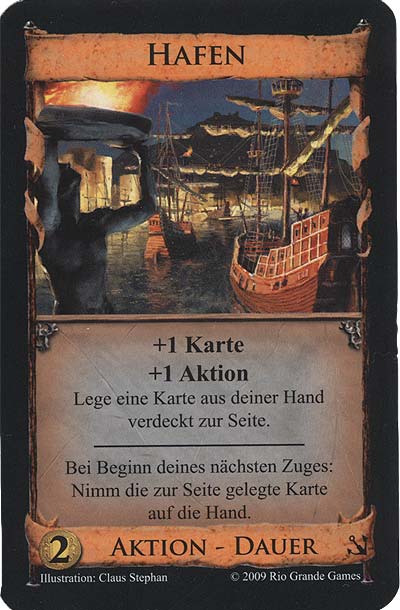 HAFEN
+1 Karte
+1 Aktion
Lege eine Karte aus deiner Hand
verdeckt zur Seite.
Bei Beginn deines nächsten Zuges:
Nimm die zur Seite gelegte Karte
auf die Hand.
2 AKTION - DAUER
Illustration: Claus Stephan © 2009 Rio Grande Games